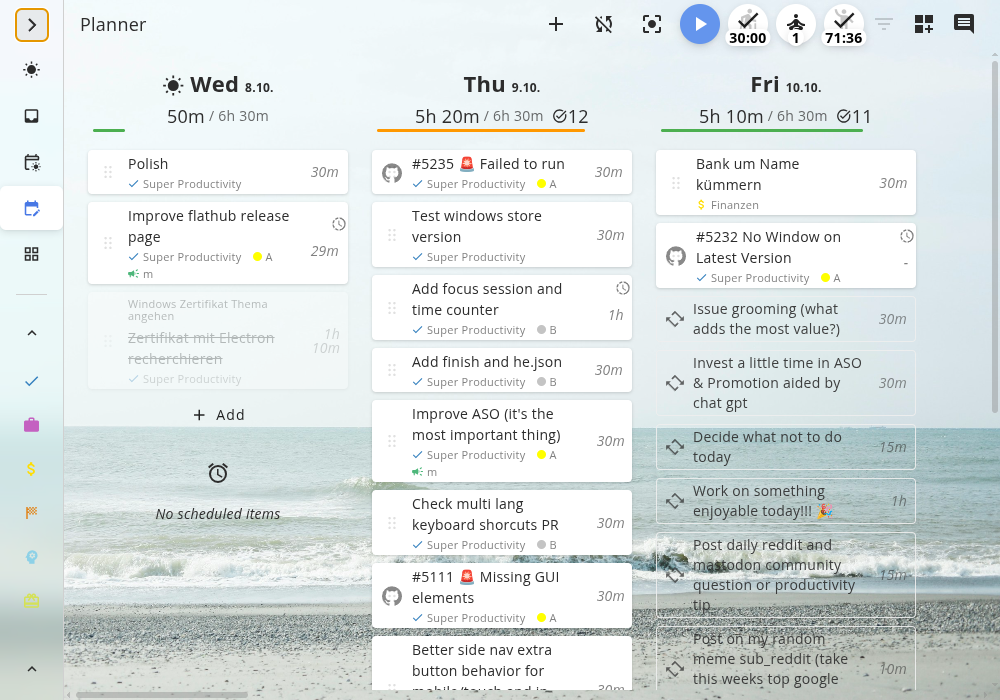 Planner
30:00
1
71:36
Wed 8.10.
50m / 6h 30m
Polish
30m
Super Productivity
Improve flathub release
page
29m
Super Productivity A
m
Windows Zertifikat Thema
angehen
Zertifikat mit Electron
recherchieren
1h
10m
Super Productivity
+ Add
No scheduled items
Thu 9.10.
5h 20m / 6h 30m 12
#5235 🚨 Failed to run
30m
Super Productivity A
Test windows store
version
30m
Super Productivity
Add focus session and
time counter
1h
Super Productivity B
Add finish and he.json
30m
Super Productivity B
Improve ASO (it's the
most important thing)
30m
Super Productivity A
m
Check multi lang
keyboard shorcuts PR
30m
Super Productivity B
#5111 🚨 Missing GUI
elements
30m
Super Productivity A
Better side nav extra
button behavior for
mobile/touch and in
30m
Fri 10.10.
5h 10m / 6h 30m 11
Bank um Name
kümmern
30m
$ Finanzen
#5232 No Window on
Latest Version
-
Super Productivity A
Issue grooming (what
adds the most value?)
30m
Invest a little time in ASO
& Promotion aided by
chat gpt
30m
Decide what not to do
today
15m
Work on something
enjoyable today!!! 🎉
1h
Post daily reddit and
mastodon community
question or productivity
tip
15m
Post on my random
meme sub_reddit (take
this weeks top google
10m